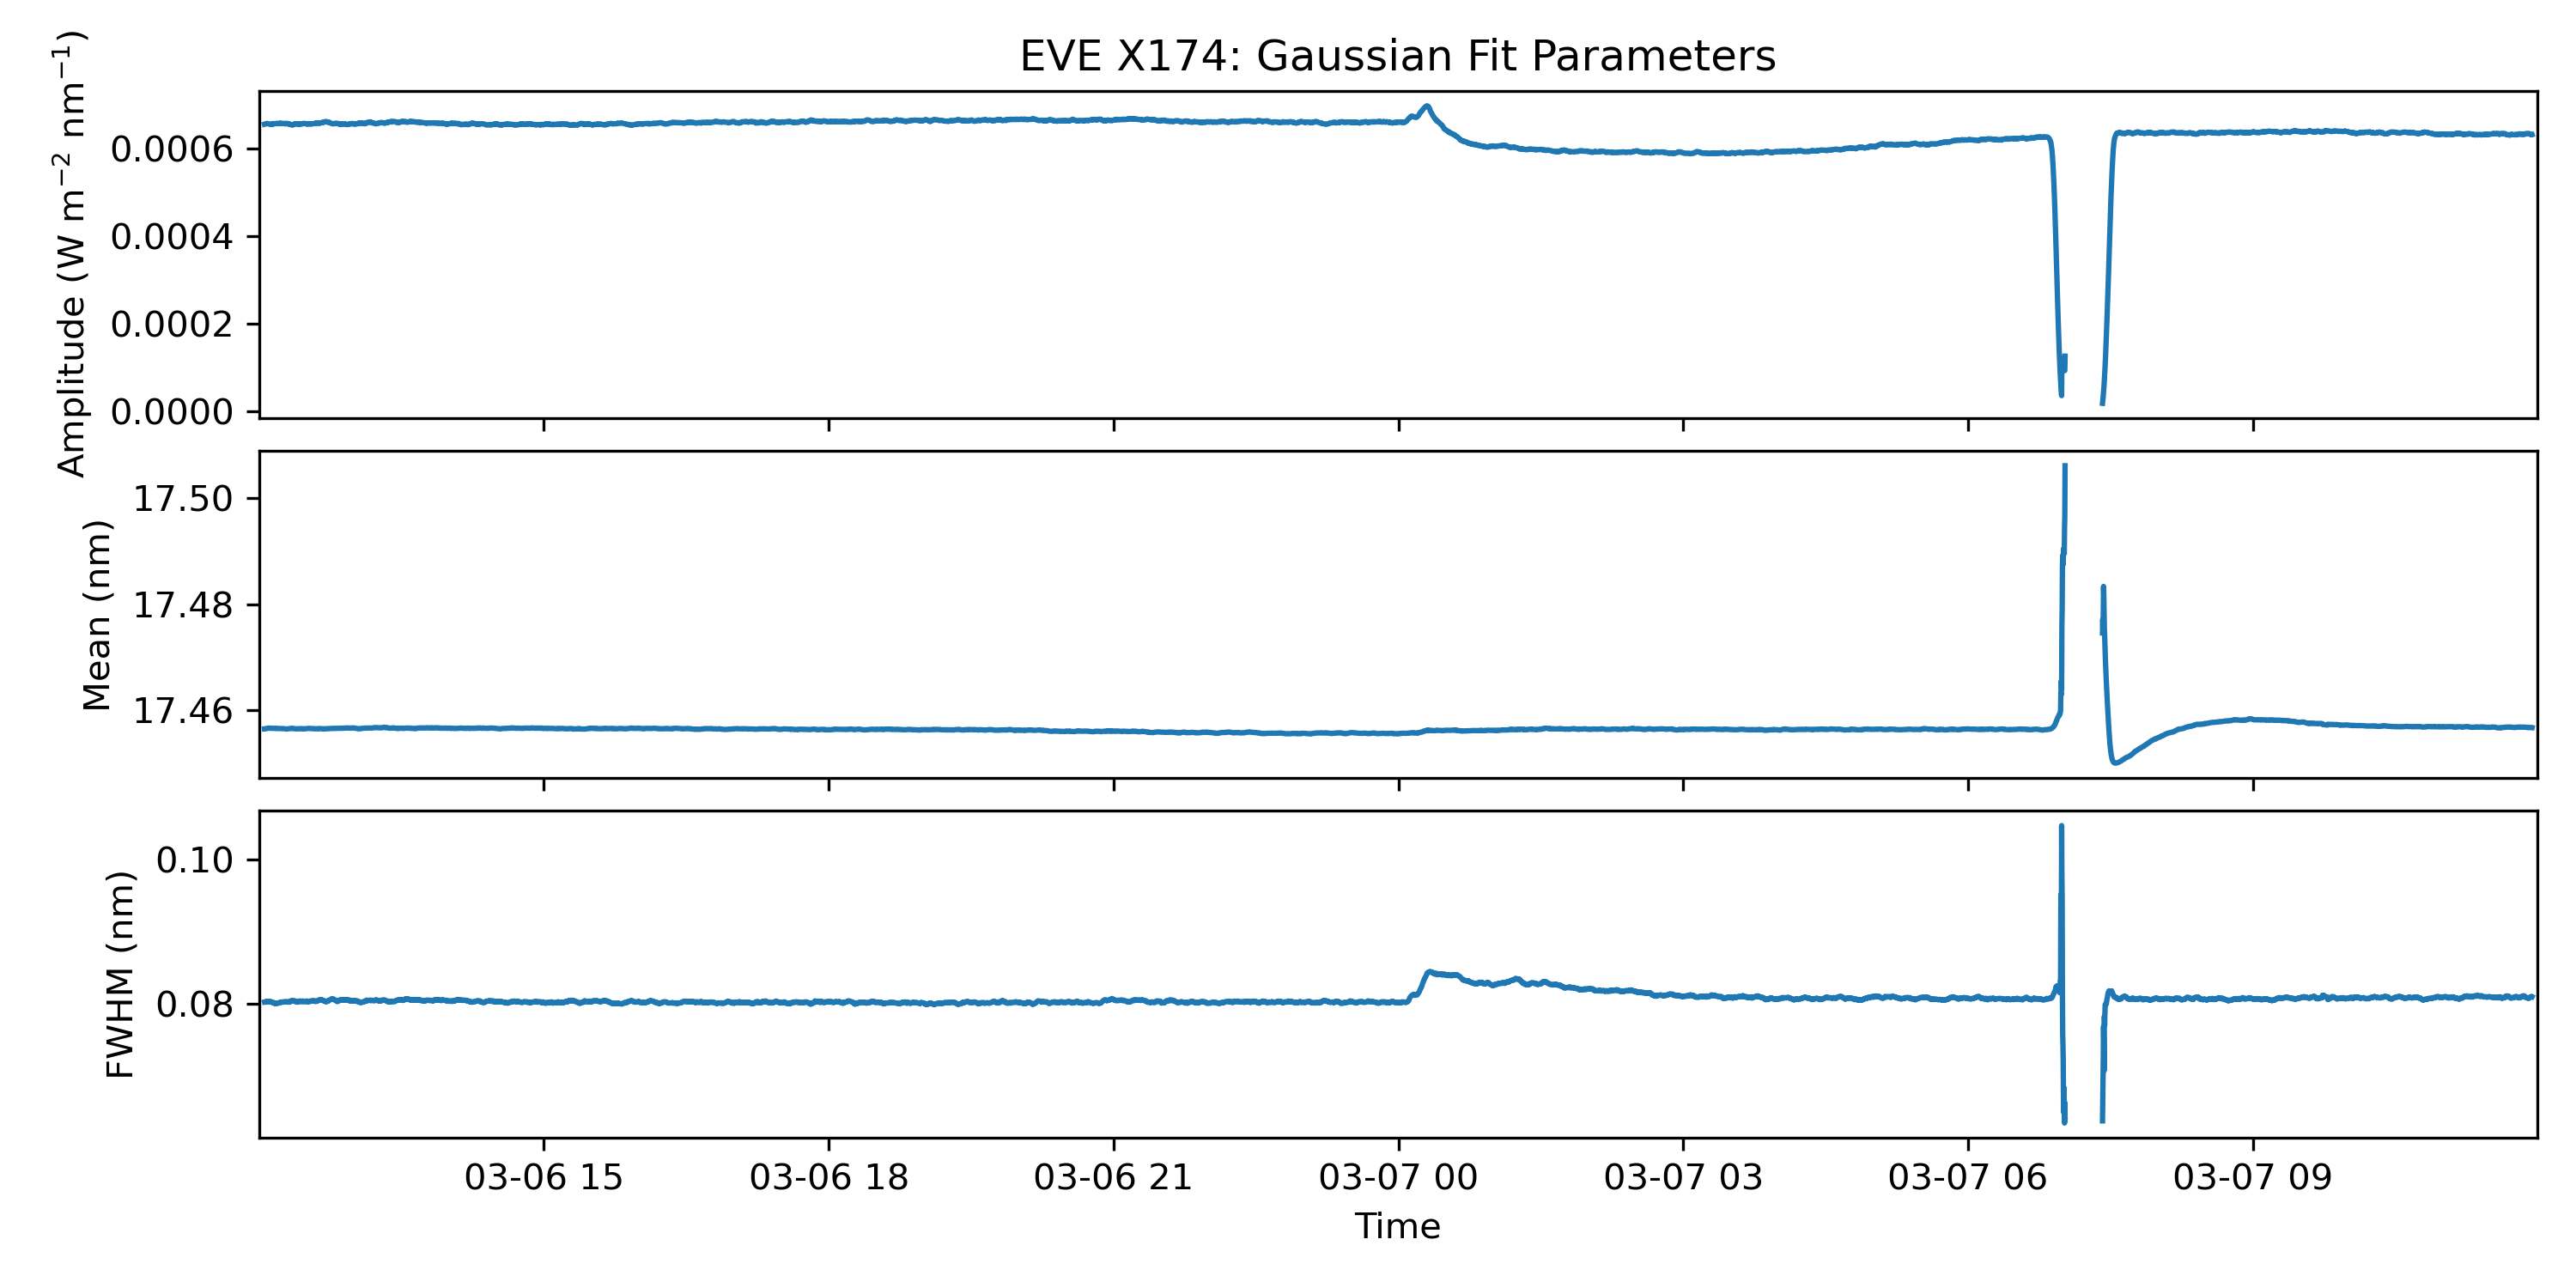 EVE X174: Gaussian Fit Parameters
Amplitude (W m⁻² nm⁻¹)
0.0006
0.0004
0.0002
0.0000
Mean (nm)
17.50
17.48
17.46
FWHM (nm)
0.10
0.08
03-06 15 03-06 18 03-06 21 03-07 00 03-07 03 03-07 06 03-07 09
Time